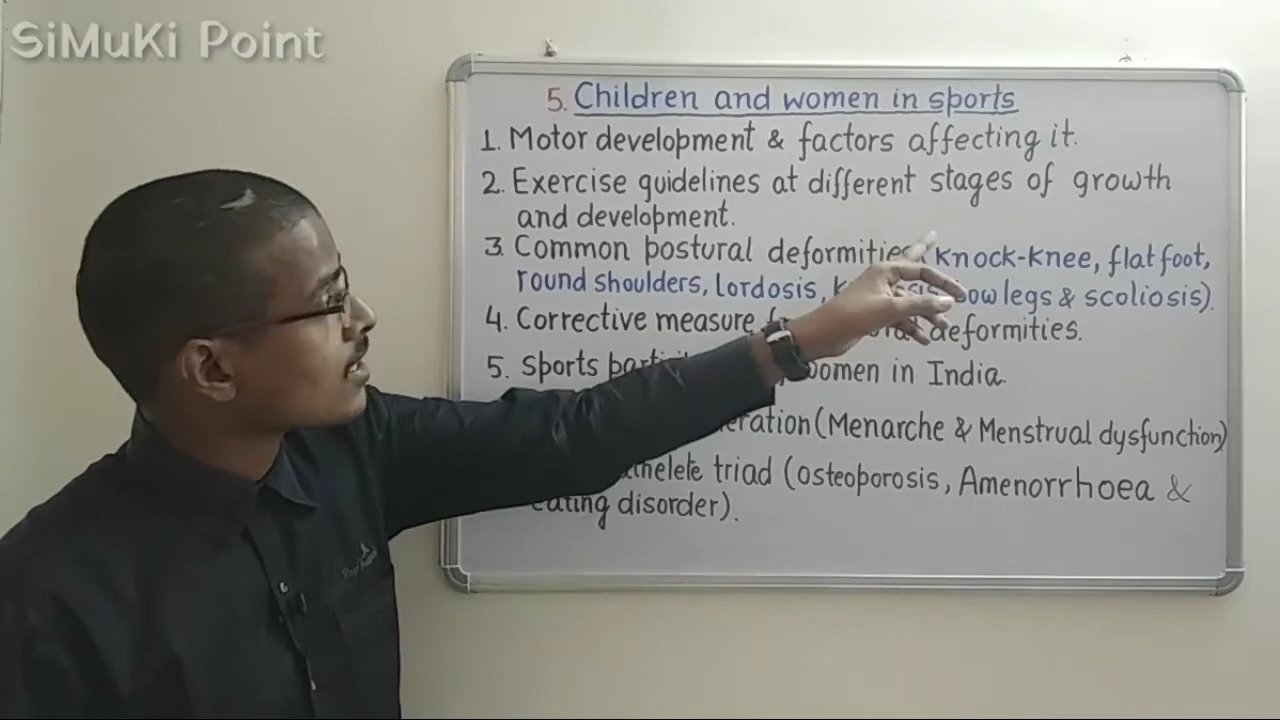 SiMuKi Point
5. Children and women in sports
1. Motor development & factors affecting it.
2. Exercise guidelines at different stages of growth
and development.
3. Common postural deformities (knock-knee, flat foot,
round shoulders, Lordosis, bow legs & scoliosis).
4. Corrective measure deformities.
5. Sports women in India.
(Menarche & Menstrual dysfunction)
triad (osteoporosis, Amenorrhoea &
eating disorder).